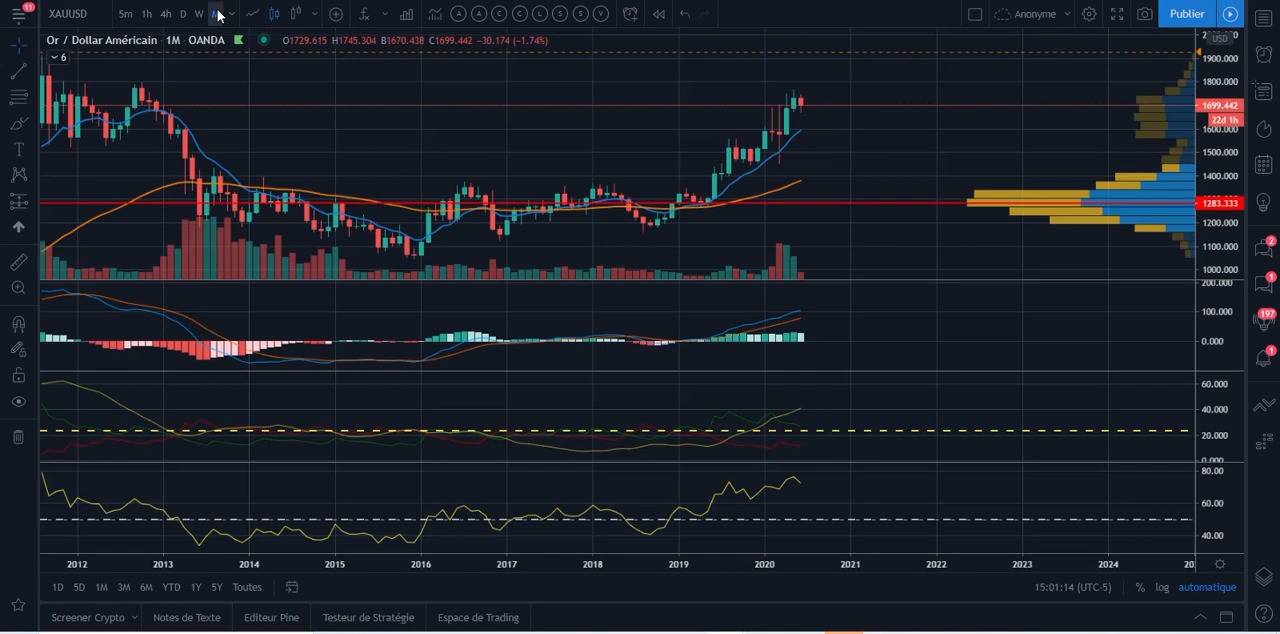 11
XAUUSD
5m 1h 4h D W
Anonyme
Publier
Or / Dollar Américain 1M OANDA
O1729.615 H1745.304 B1670.438 C1699.442 −30.174 (−1.74%)
6
USD
1900.000
1800.000
1699.442
22d 1h
1600.000
1500.000
1400.000
1283.333
1200.000
1100.000
1000.000
200.000
100.000
0.000
60.000
40.000
20.000
0.000
80.00
60.00
40.00
2012 2013 2014 2015 2016 2017 2018 2019 2020 2021 2022 2023 2024
1D 5D 1M 3M 6M YTD 1Y 5Y Toutes
15:01:14 (UTC-5) % log automatique
Screener Crypto Notes de Texte Editeur Pine Testeur de Stratégie Espace de Trading
2
1
197
1